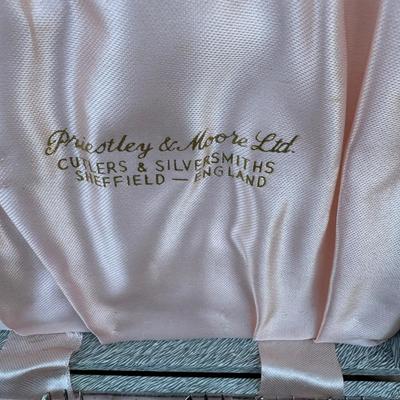 Priestley & Moore Ltd.
CUTLERS & SILVERSMITHS
SHEFFIELD — ENGLAND